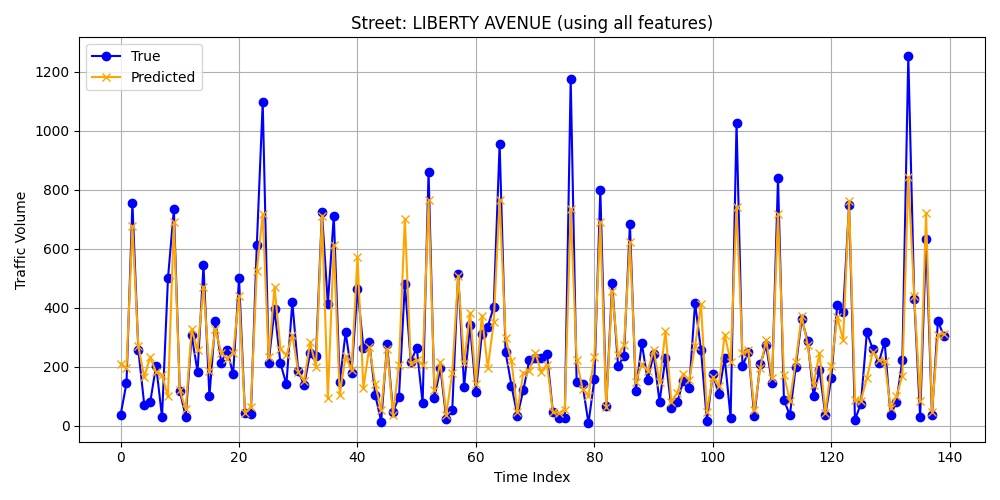 Street: LIBERTY AVENUE (using all features)
True
Predicted
Traffic Volume
1200
1000
800
600
400
200
0
0 20 40 60 80 100 120 140
Time Index